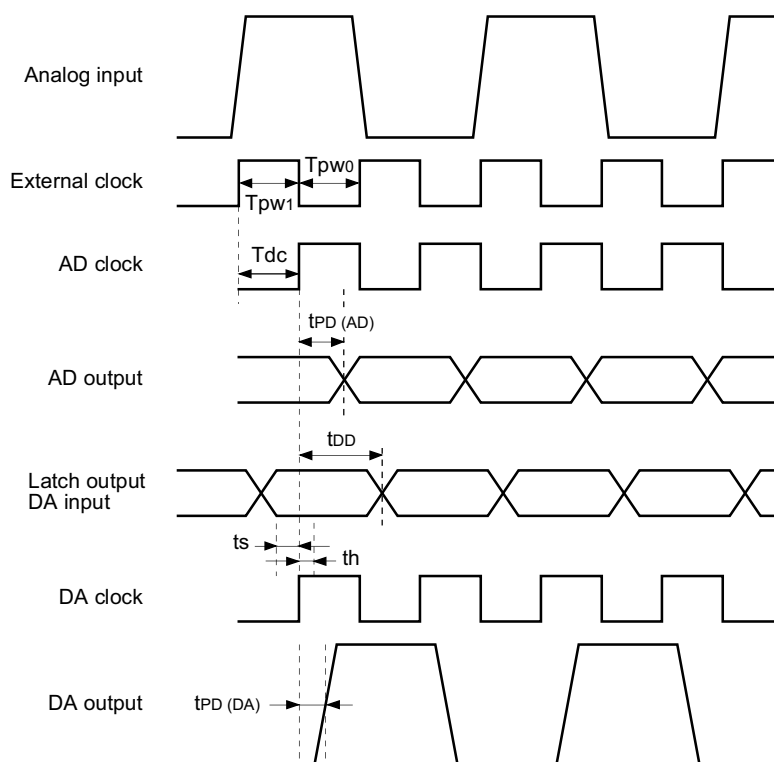 Analog input
External clock
Tpw1
Tpw0
AD clock
Tdc
tPD (AD)
AD output
tDD
Latch output
DA input
ts
th
DA clock
DA output
tPD (DA)